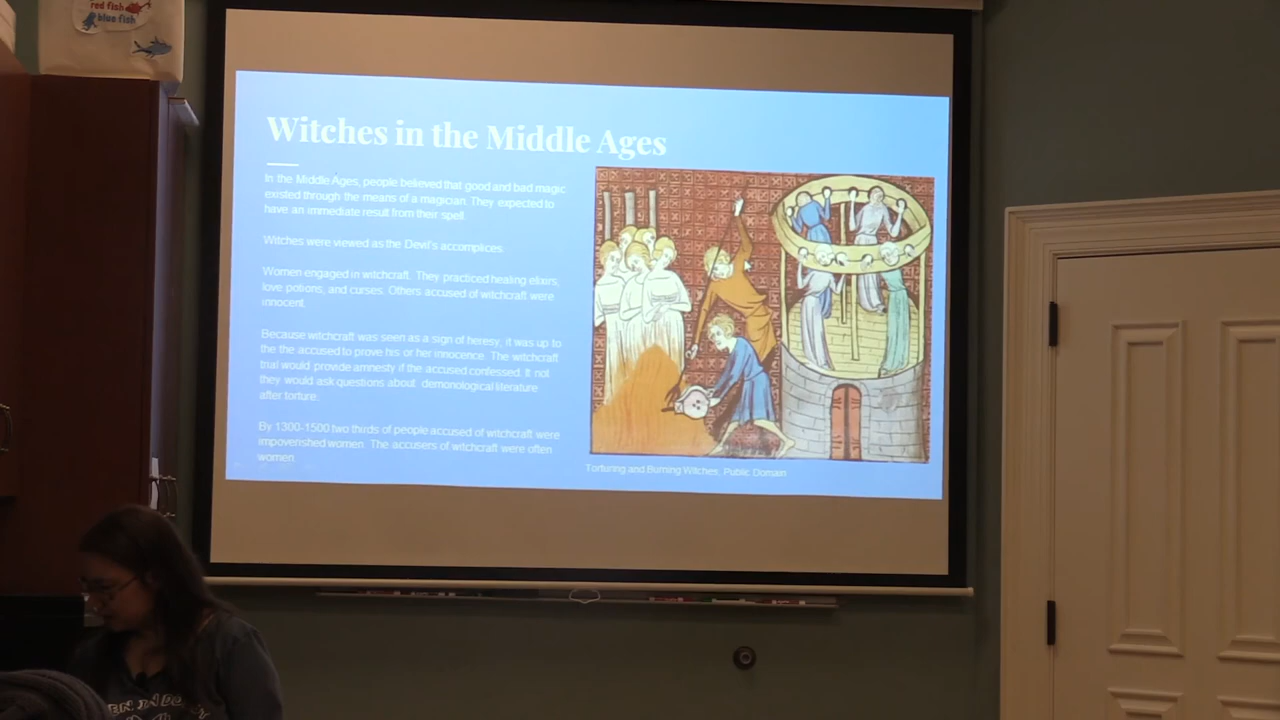 red fish
blue fish
Witches in the Middle Ages
In the Middle Ages, people believed that good and bad magic
existed through the means of a magician. They expected to
have an immediate result from their spell.
Witches were viewed as the Devil's accomplices.
Women engaged in witchcraft. They practiced healing elixirs,
love potions, and curses. Others accused of witchcraft were
innocent.
Because witchcraft was seen as a sign of heresy, it was up to
the the accused to prove his or her innocence. The witchcraft
trial would provide amnesty if the accused confessed. If not
they would ask questions about demonological literature
after torture.
By 1300-1500 two thirds of people accused of witchcraft were
impoverished women. The accusers of witchcraft were often
women.
Torturing and Burning Witches, Public Domain